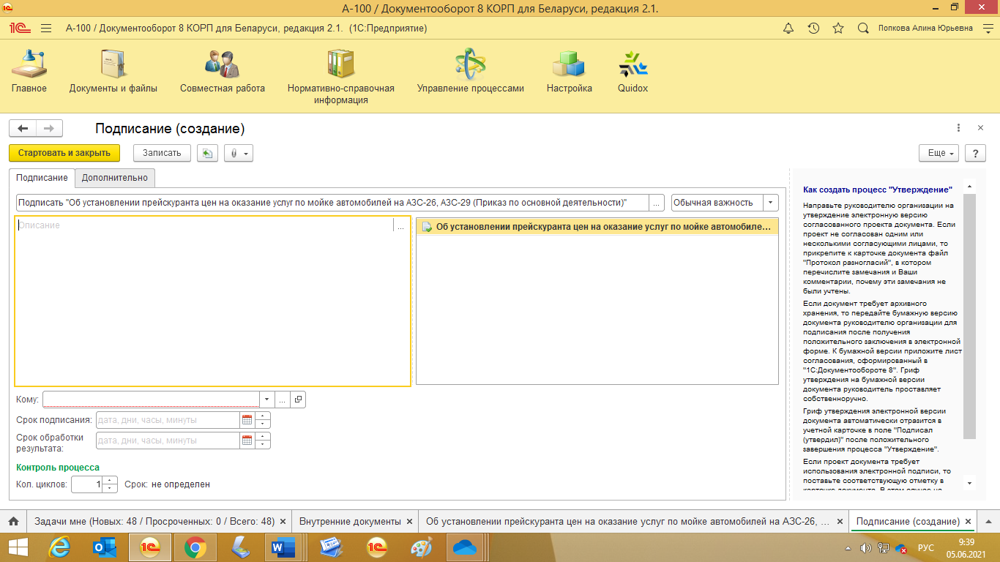 А-100 / Документооборот 8 КОРП для Беларуси, редакция 2.1.
1С А-100 / Документооборот 8 КОРП для Беларуси, редакция 2.1. (1С:Предприятие) Попкова Алина Юрьевна
Главное
Документы и файлы
Совместная работа
Нормативно-справочная
информация
Управление процессами
Настройка
Quidox
Подписание (создание)
Стартовать и закрыть
Записать
Еще
?
Подписание
Дополнительно
Подписать "Об установлении прейскуранта цен на оказание услуг по мойке автомобилей на АЗС-26, АЗС-29 (Приказ по основной деятельности)" ...
Обычная важность
Описание ...
Об установлении прейскуранта цен на оказание услуг по мойке автомобиле...
Кому: ...
Срок подписания: дата, дни, часы, минуты
Срок обработки
результата:
дата, дни, часы, минуты
Контроль процесса
Кол. циклов: 1 Срок: не определен
Как создать процесс "Утверждение"
Направьте руководителю организации на
утверждение электронную версию
согласованного проекта документа. Если
проект не согласован одним или
несколькими согласующими лицами, то
прикрепите к карточке документа файл
"Протокол разногласий", в котором
перечислите замечания и Ваши
комментарии, почему эти замечания не
были учтены.
Если документ требует архивного
хранения, то передайте бумажную версию
документа руководителю организации для
подписания после получения
положительного заключения в электронной
форме. К бумажной версии приложите лист
согласования, сформированный в
"1С:Документообороте 8". Гриф
утверждения на бумажной версии
документа руководитель проставляет
собственноручно.
Гриф утверждения электронной версии
документа автоматически отразится в
учетной карточке в поле "Подписал
(утвердил)" после положительного
завершения процесса "Утверждение".
Если проект документа требует
использования электронной подписи, то
поставьте соответствующую отметку в
карточке документа. В этом случае не
Задачи мне (Новых: 48 / Просроченных: 0 / Всего: 48)
Внутренние документы
Об установлении прейскуранта цен на оказание услуг по мойке автомобилей на АЗС-26, ...
Подписание (создание)
РУС
9:39
05.06.2021